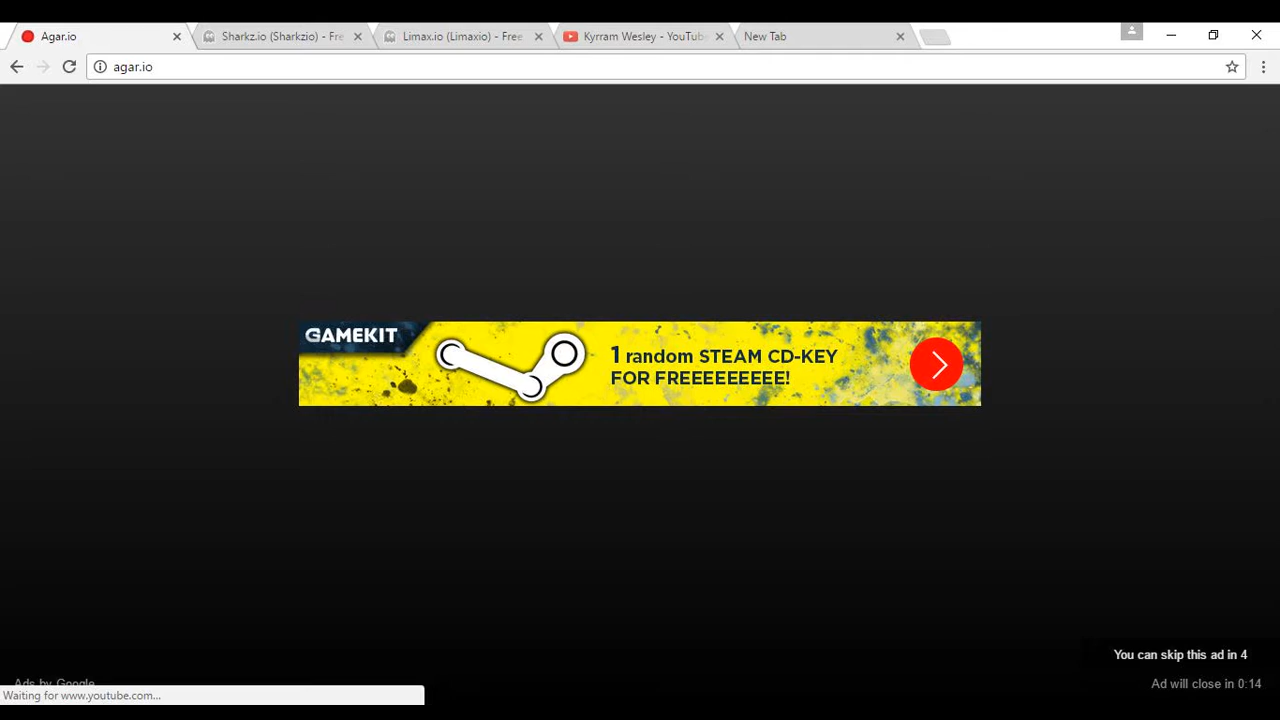 Agar.io
Sharkz.io (Sharkzio) - Fre
Limax.io (Limaxio) - Free
Kyrram Wesley - YouTub
New Tab
agar.io
GAMEKIT
1 random STEAM CD-KEY
FOR FREEEEEEEEE!
You can skip this ad in 4
Ads by Google
Ad will close in 0:14
Waiting for www.youtube.com...